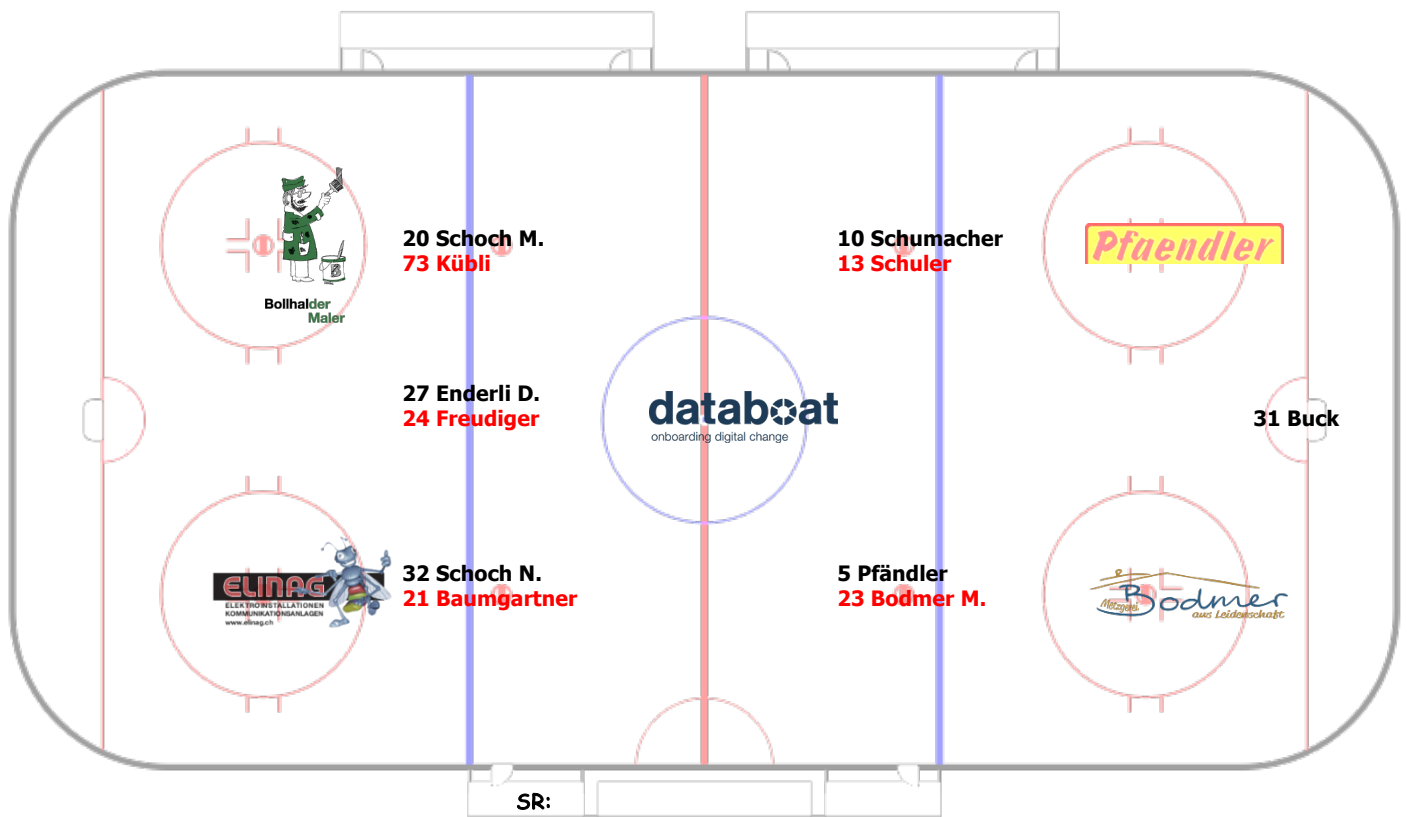 20 Schoch M.
73 Kübli
10 Schumacher
13 Schuler
Pfaendler
Bollhalder
Maler
27 Enderli D.
24 Freudiger
databoat
onboarding digital change
31 Buck
32 Schoch N.
21 Baumgartner
5 Pfändler
23 Bodmer M.
ELINAG
ELEKTROINSTALLATIONEN
KOMMUNIKATIONSANLAGEN
www.elinag.ch
Metzgerei Bodmer
aus Leidenschaft
SR: